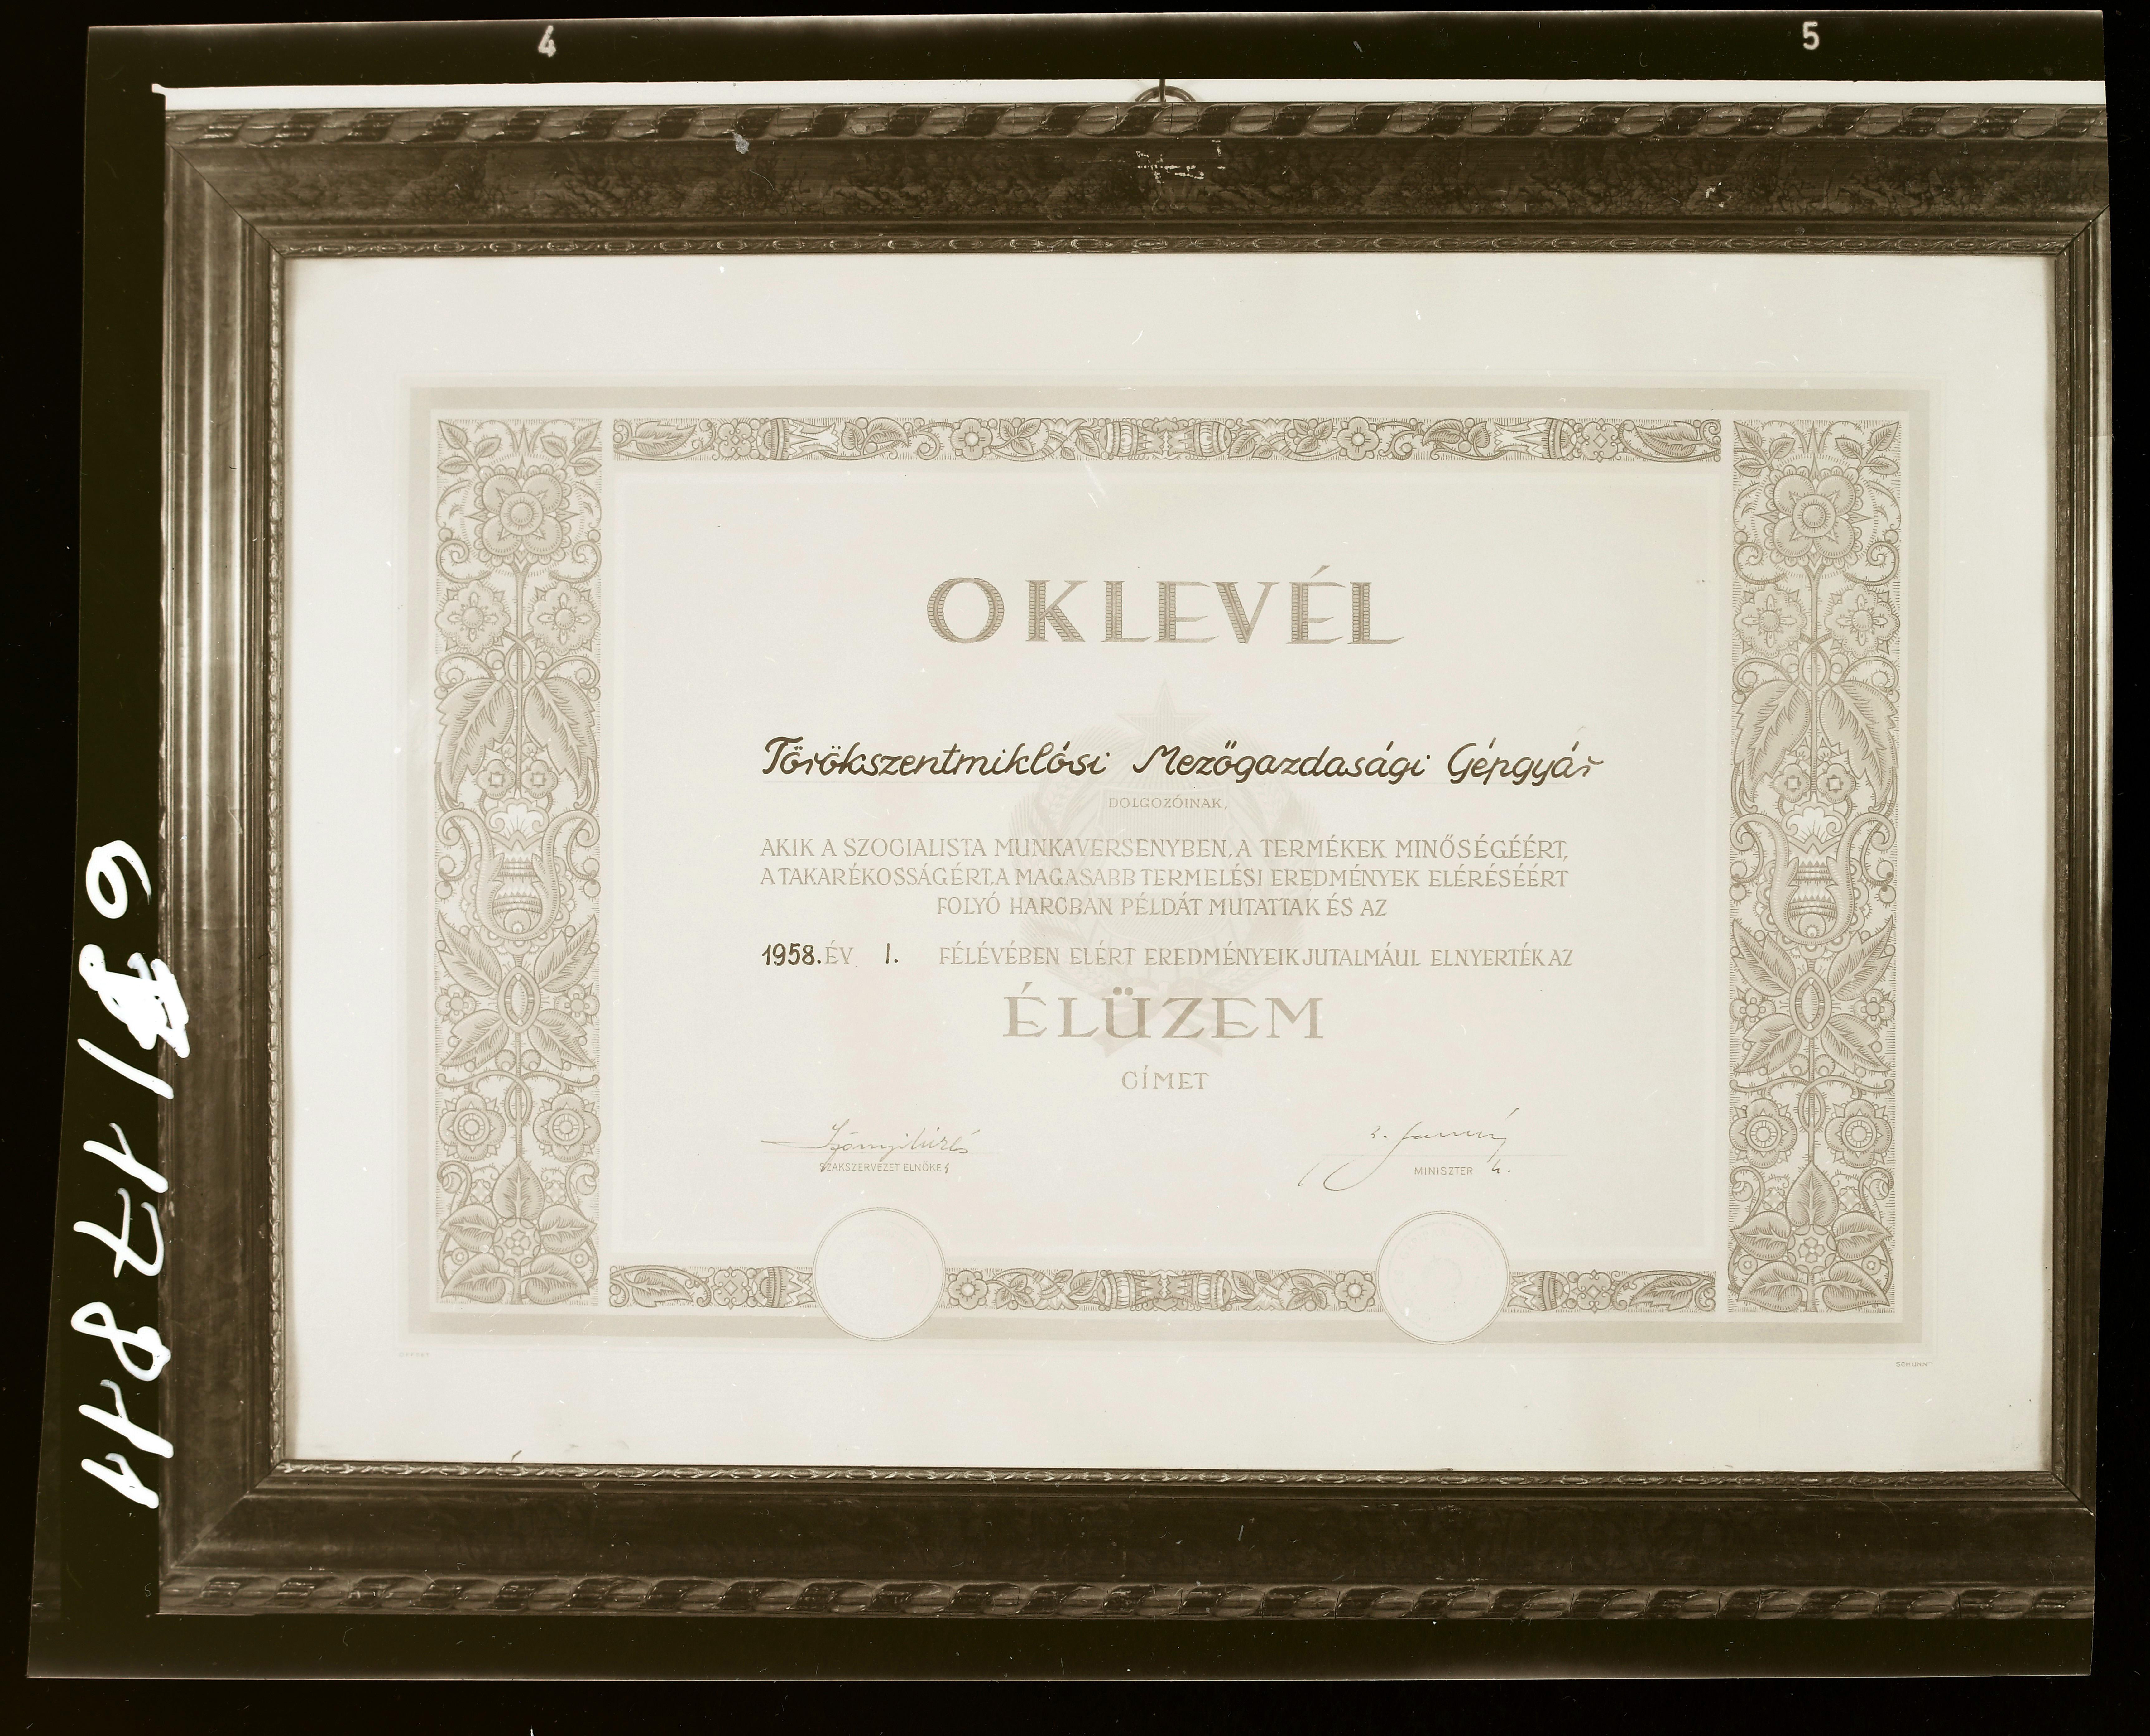 4 5
OKLEVÉL
Törökszentmiklósi Mezőgazdasági Gépgyár
DOLGOZÓINAK,
AKIK A SZOCIALISTA MUNKAVERSENYBEN, A TERMÉKEK MINŐSÉGÉÉRT,
A TAKARÉKOSSÁGÉRT, A MAGASABB TERMELÉSI EREDMÉNYEK ELÉRÉSÉÉRT
FOLYÓ HARCBAN PÉLDÁT MUTATTAK ÉS AZ
1958. ÉV I. FÉLÉVÉBEN ELÉRT EREDMÉNYEIK JUTALMÁUL ELNYERTÉK AZ
ÉLÜZEM
CÍMET
SZAKSZERVEZET ELNÖKE
MINISZTER